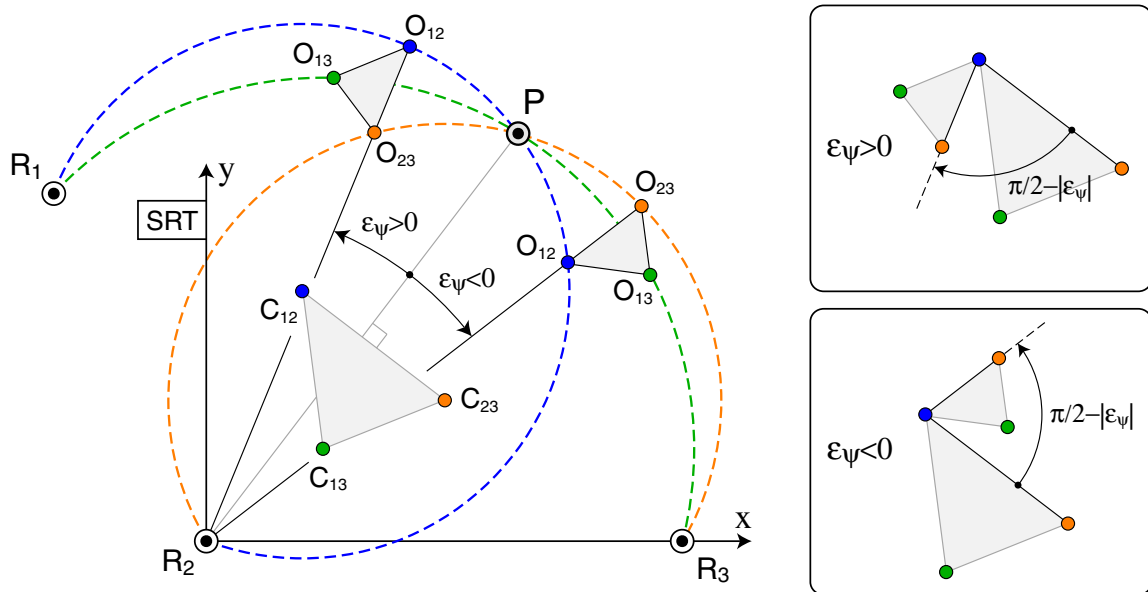 O₁₂
O₁₃
P
R₁
y
O₂₃
SRT
O₂₃
εψ>0
O₁₂
εψ<0
O₁₃
C₁₂
C₂₃
C₁₃
x
R₂
R₃
εψ>0
π/2−|εψ|
εψ<0
π/2−|εψ|